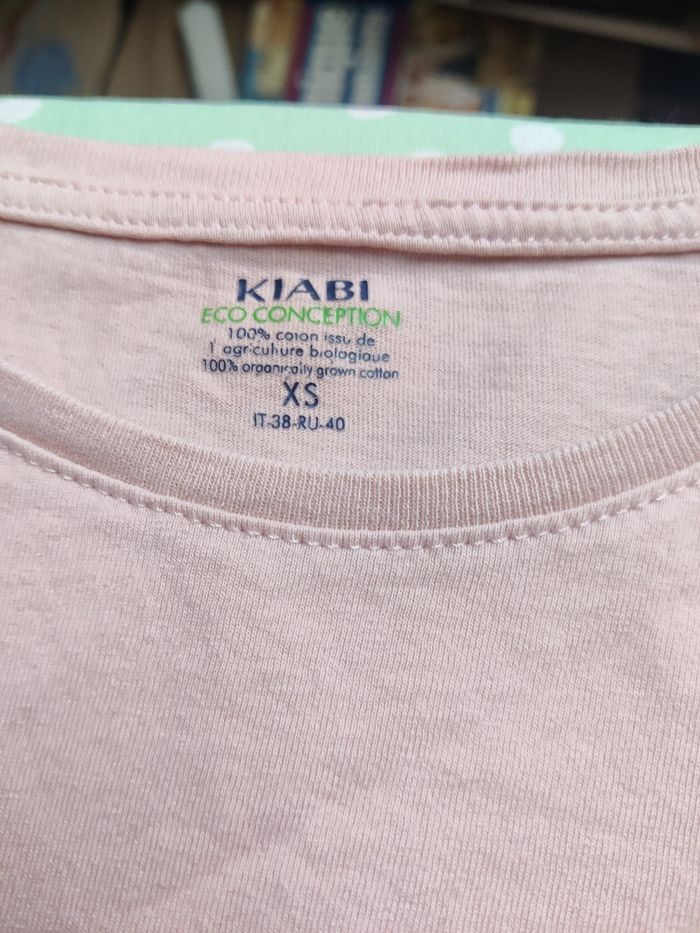 KIABI
ECO CONCEPTION
100% coton issu de
l agriculture biologique
100% organically grown cotton
XS
IT-38-RU-40